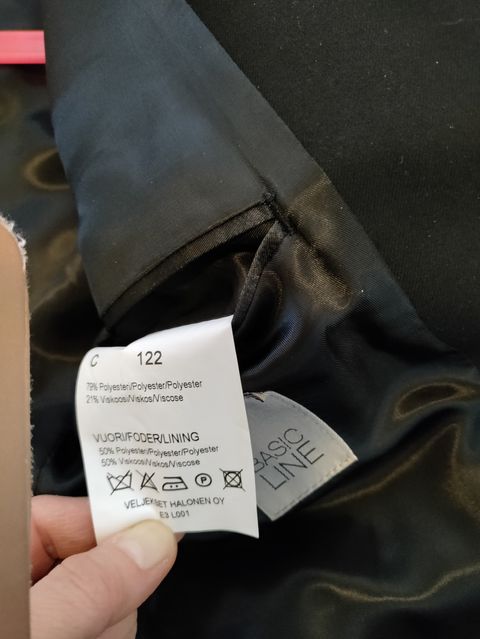 C 122
79% Polyester/Polyester/Polyester
21% Viskoosi/Viskos/Viscose
VUORI/FODER/LINING
50% Polyester/Polyester/Polyester
50% Viskoosi/Viskos/Viscose
P
VELJEKSET HALONEN OY
E3 L001
BASIC
LINE